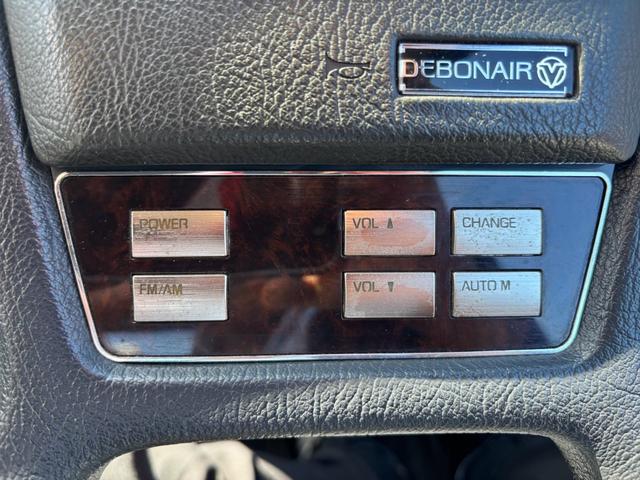 DEBONAIR
POWER
VOL ▲
CHANGE
FM/AM
VOL ▼
AUTO M